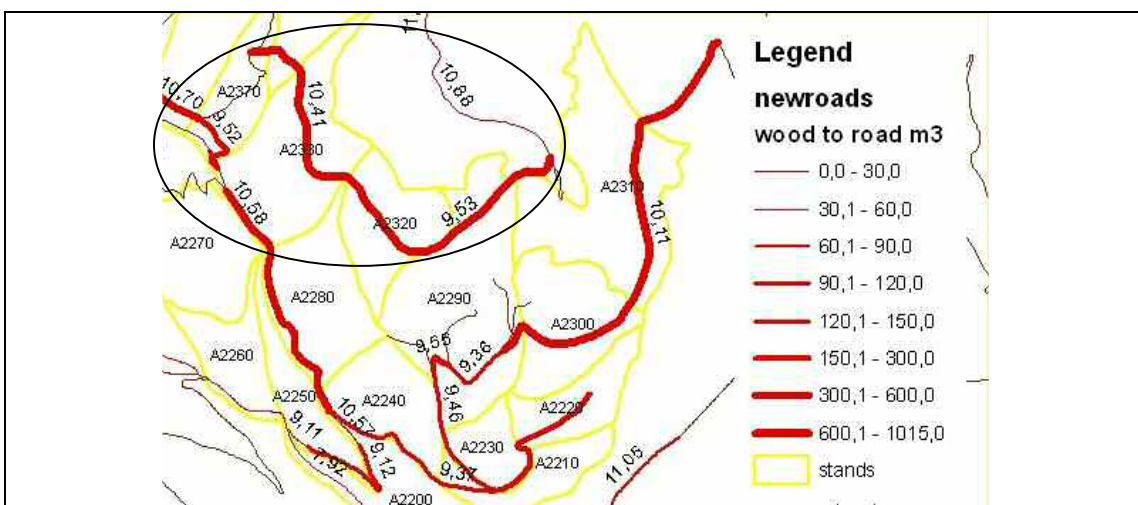 10,88
10,70
A2370
9,52
10,41
A2380
10,58
A2320
9,53
A2310
10,11
A2270
A2280
A2290
A2300
9,55
9,36
A2260
A2250
A2240
9,46
A2220
10,57
9,11
7,92
9,12
A2230
9,37
A2210
11,05
A2200
Legend
newroads
wood to road m3
0,0 - 30,0
30,1 - 60,0
60,1 - 90,0
90,1 - 120,0
120,1 - 150,0
150,1 - 300,0
300,1 - 600,0
600,1 - 1015,0
stands